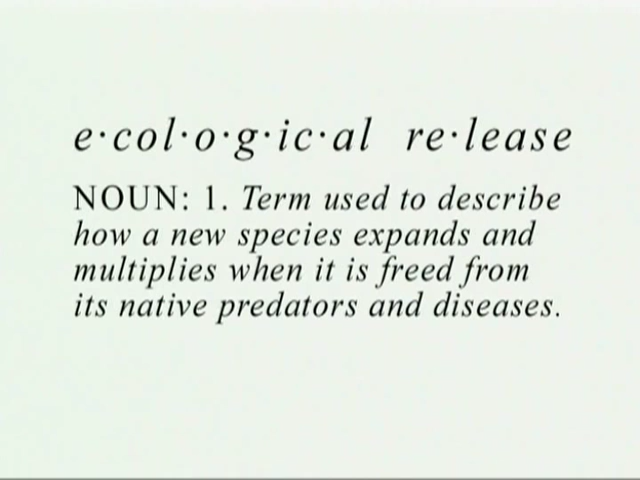 e·col·o·g·ic·al re·lease
NOUN: 1. Term used to describe
how a new species expands and
multiplies when it is freed from
its native predators and diseases.